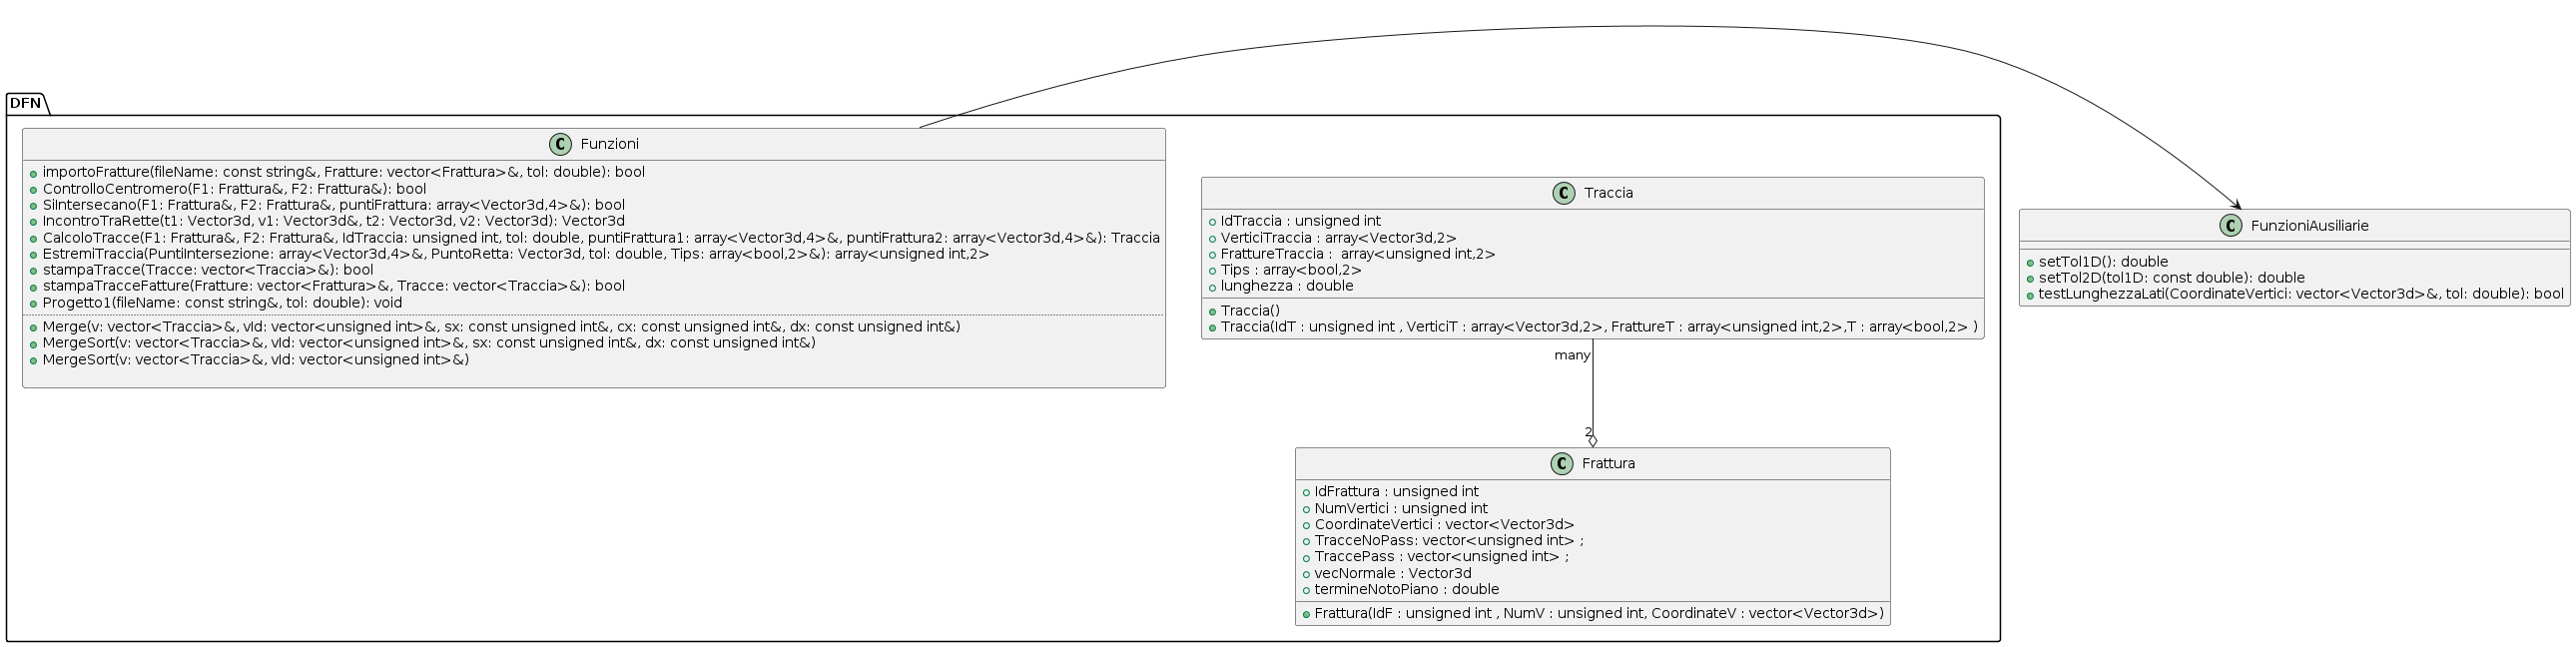 DFN
C Funzioni
importoFratture(fileName: const string&, Fratture: vector<Frattura>&, tol: double): bool
ControlloCentromero(F1: Frattura&, F2: Frattura&): bool
SiIntersecano(F1: Frattura&, F2: Frattura&, puntiFrattura: array<Vector3d,4>&): bool
IncontroTraRette(t1: Vector3d, v1: Vector3d&, t2: Vector3d, v2: Vector3d): Vector3d
CalcoloTracce(F1: Frattura&, F2: Frattura&, IdTraccia: unsigned int, tol: double, puntiFrattura1: array<Vector3d,4>&, puntiFrattura2: array<Vector3d,4>&): Traccia
EstremiTraccia(PuntiIntersezione: array<Vector3d,4>&, PuntoRetta: Vector3d, tol: double, Tips: array<bool,2>&): array<unsigned int,2>
stampaTracce(Tracce: vector<Traccia>&): bool
stampaTracceFatture(Fratture: vector<Frattura>&, Tracce: vector<Traccia>&): bool
Progetto1(fileName: const string&, tol: double): void
Merge(v: vector<Traccia>&, vId: vector<unsigned int>&, sx: const unsigned int&, cx: const unsigned int&, dx: const unsigned int&)
MergeSort(v: vector<Traccia>&, vId: vector<unsigned int>&, sx: const unsigned int&, dx: const unsigned int&)
MergeSort(v: vector<Traccia>&, vId: vector<unsigned int>&)
C Traccia
IdTraccia : unsigned int
VerticiTraccia : array<Vector3d,2>
FrattureTraccia : array<unsigned int,2>
Tips : array<bool,2>
lunghezza : double
Traccia()
Traccia(IdT : unsigned int , VerticiT : array<Vector3d,2>, FrattureT : array<unsigned int,2>,T : array<bool,2> )
many
2
C Frattura
IdFrattura : unsigned int
NumVertici : unsigned int
CoordinateVertici : vector<Vector3d>
TracceNoPass: vector<unsigned int> ;
TraccePass : vector<unsigned int> ;
vecNormale : Vector3d
termineNotoPiano : double
Frattura(IdF : unsigned int , NumV : unsigned int, CoordinateV : vector<Vector3d>)
C FunzioniAusiliarie
setTol1D(): double
setTol2D(tol1D: const double): double
testLunghezzaLati(CoordinateVertici: vector<Vector3d>&, tol: double): bool